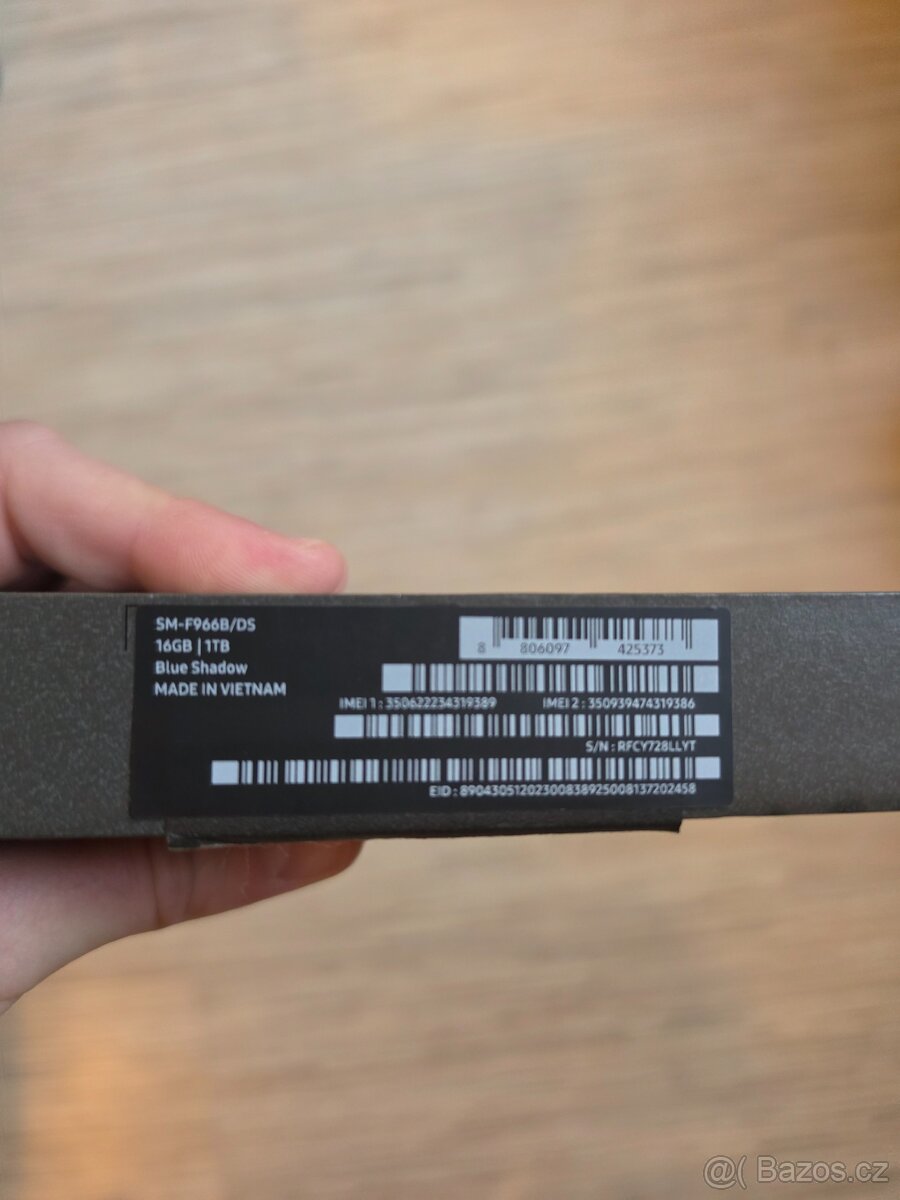 SM-F966B/DS
16GB | 1TB
Blue Shadow
MADE IN VIETNAM
8 806097 425373
IMEI 1 : 350622234319389 IMEI 2 : 350939474319386
S/N : RFCY728LLYT
EID : 89043051202300838925008137202458
@( Bazos.cz